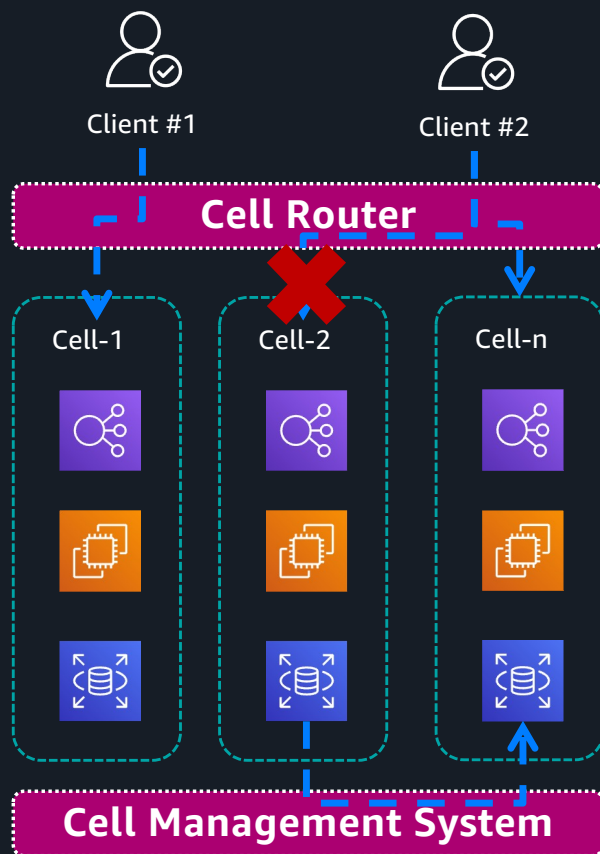 Client #1
Client #2
Cell Router
Cell-1
Cell-2
Cell-n
Cell Management System